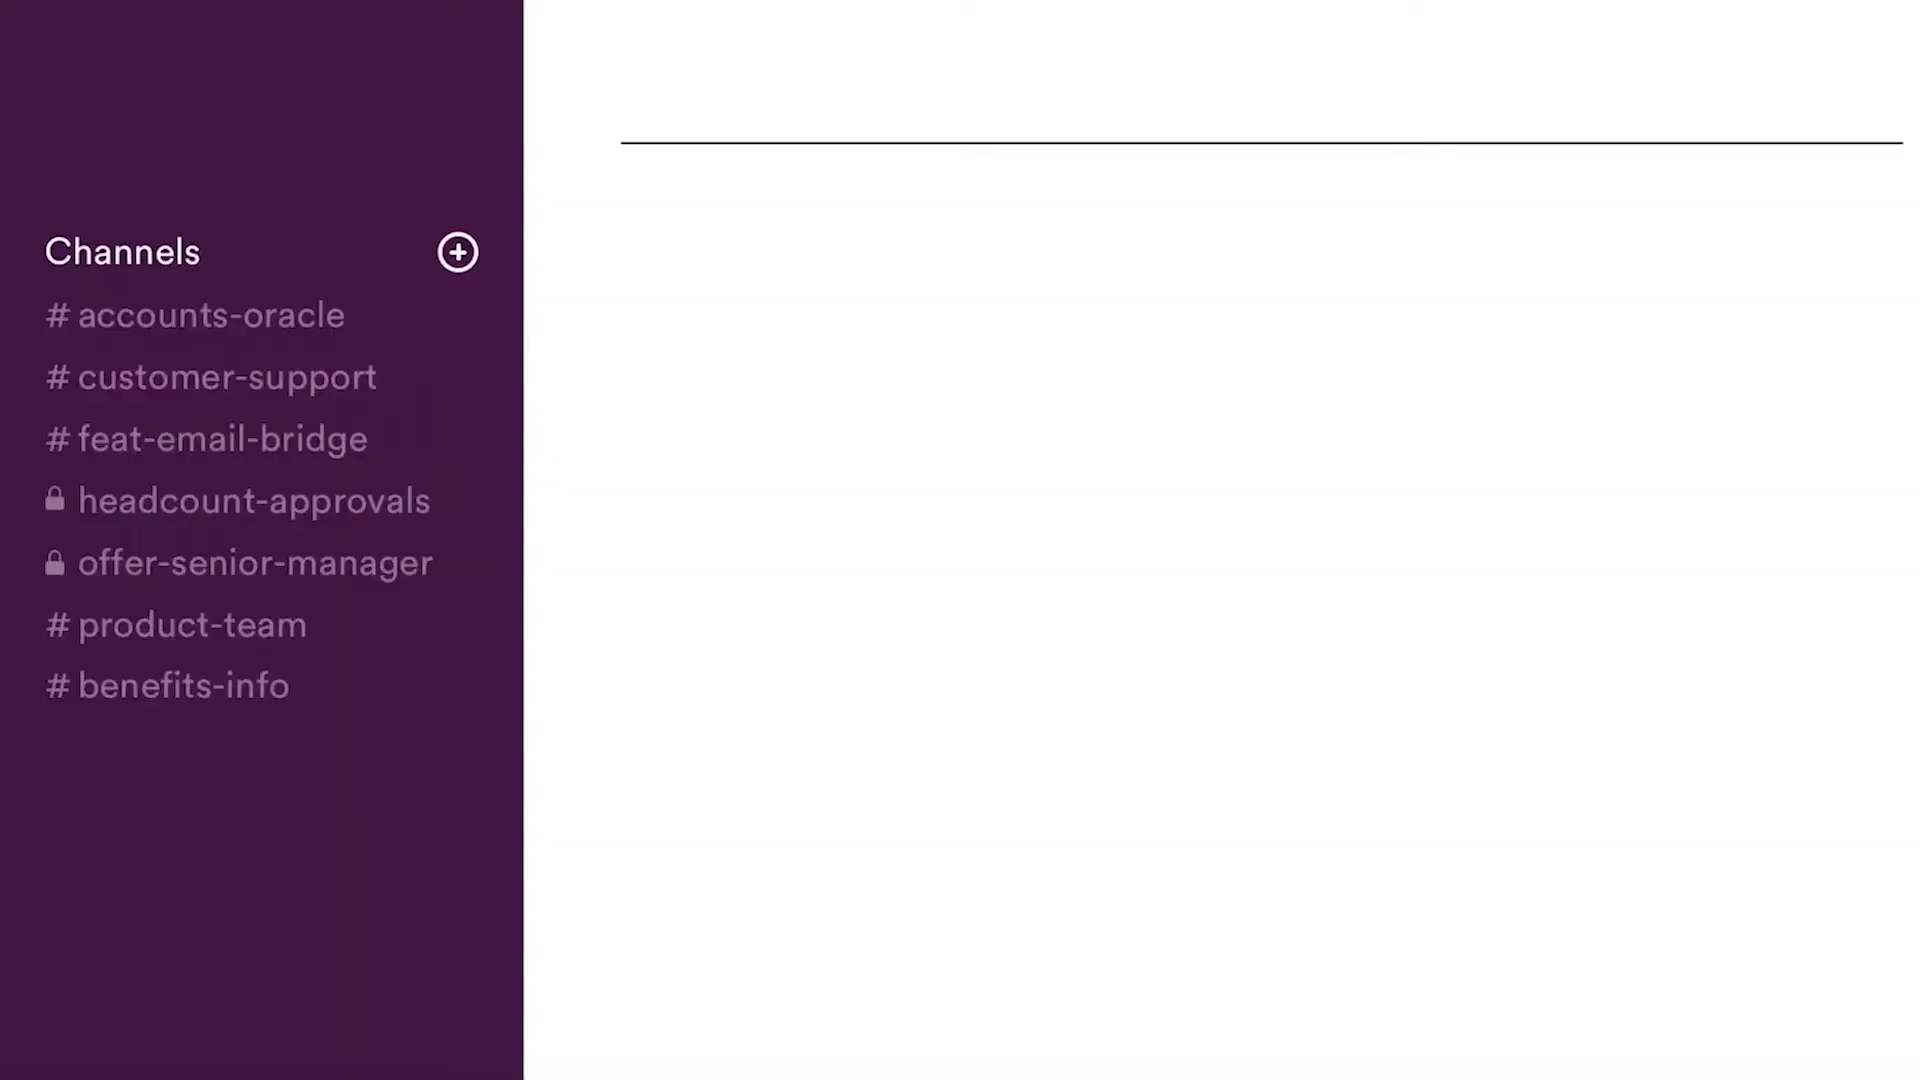 Channels
# accounts-oracle
# customer-support
# feat-email-bridge
headcount-approvals
offer-senior-manager
# product-team
# benefits-info